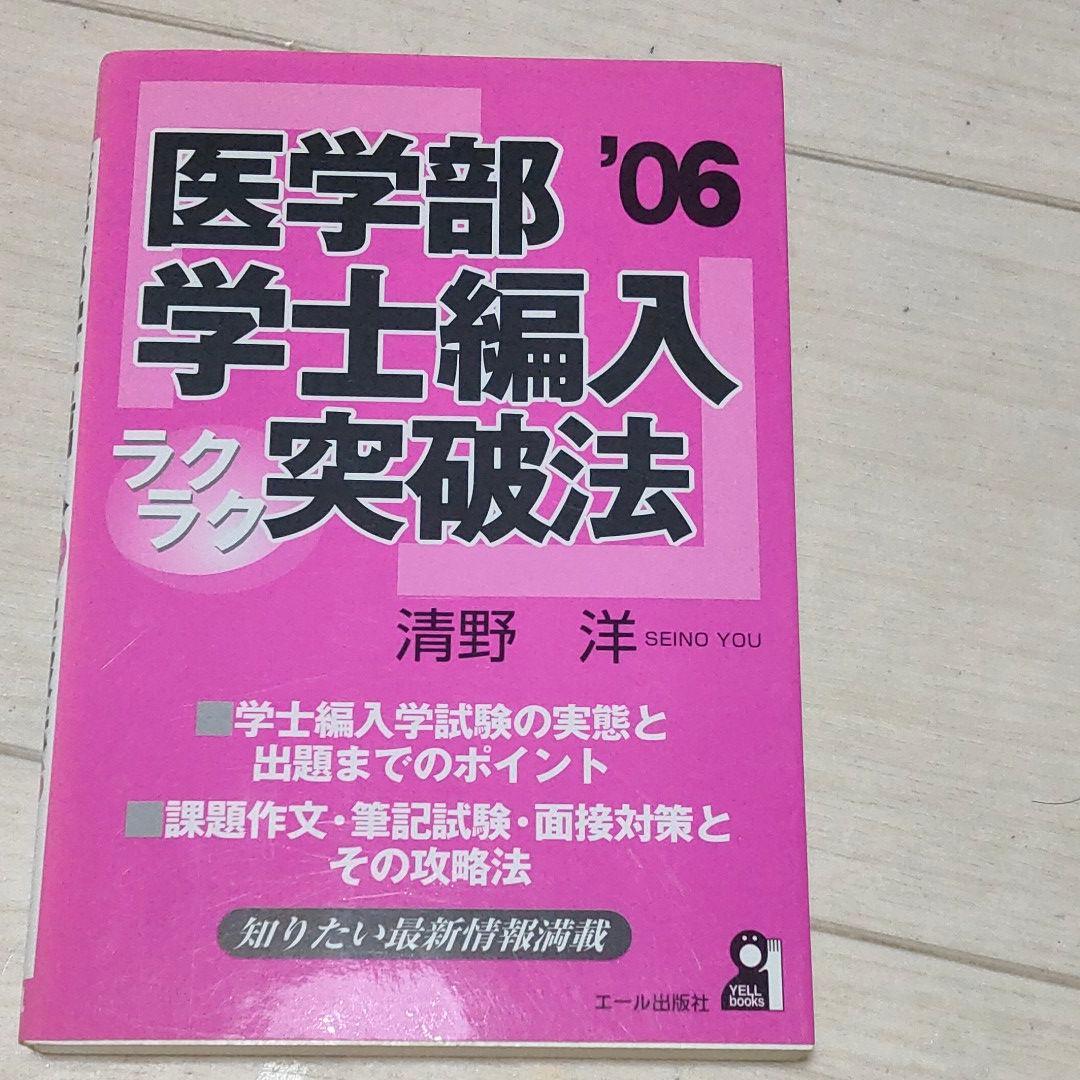 医学部 '06
学士編入
ラク
ラク
突破法
清野 洋 SEINO YOU
■学士編入学試験の実態と
出題までのポイント
■課題作文・筆記試験・面接対策と
その攻略法
知りたい最新情報満載
エール出版社
YELL
books